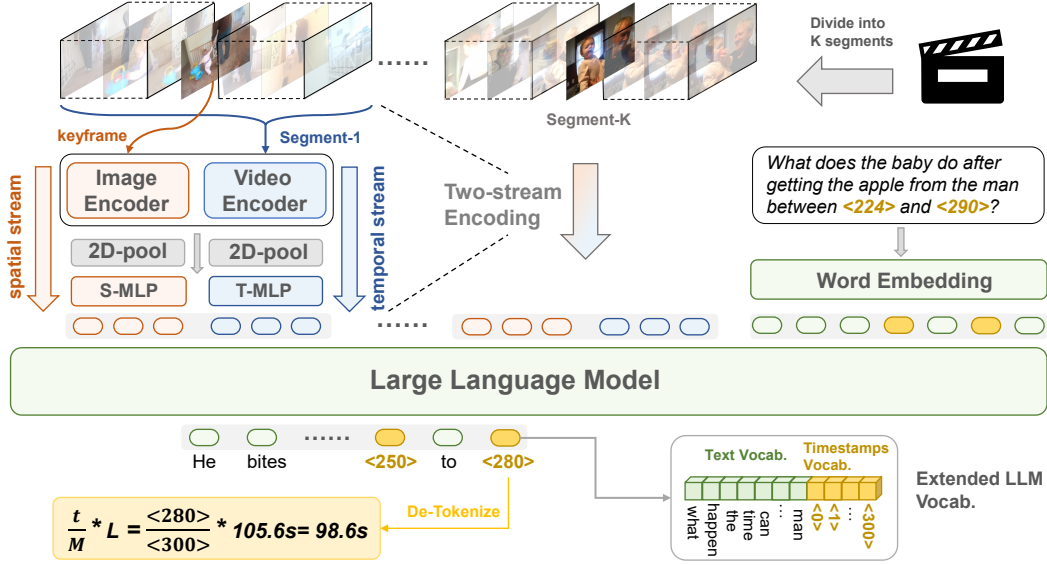 Divide into
K segments
......
Segment-K
keyframe
Segment-1
Image
Encoder
Video
Encoder
spatial stream
temporal stream
2D-pool
2D-pool
S-MLP
T-MLP
Two-stream
Encoding
What does the baby do after
getting the apple from the man
between <224> and <290>?
Word Embedding
......
Large Language Model
......
He bites <250> to <280>
De-Tokenize
t/M * L = <280>/<300> * 105.6s= 98.6s
Text Vocab.
Timestamps
Vocab.
what
happen
the
time
can
...
man
<0>
<1>
...
<300>
Extended LLM
Vocab.